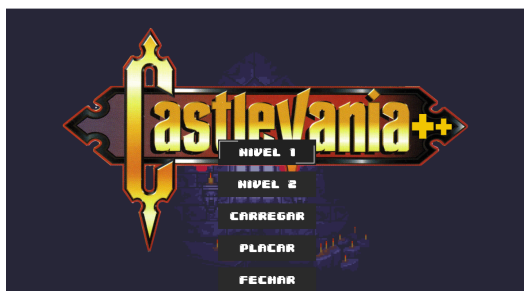 Castlevania++
NIVEL 1
NIVEL 2
CARREGAR
PLACAR
FECHAR